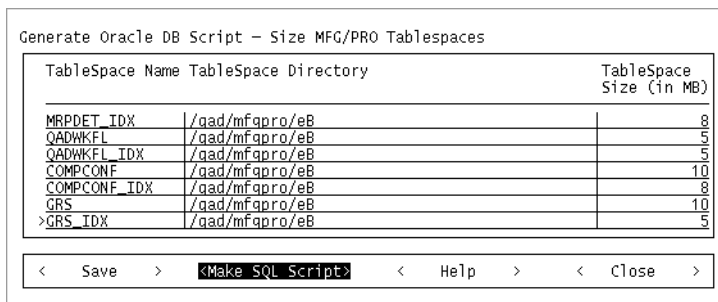 Generate Oracle DB Script – Size MFG/PRO Tablespaces
TableSpace Name TableSpace Directory TableSpace
Size (in MB)
MRPDET_IDX /qad/mfgpro/eB 8
QADWKFL /qad/mfgpro/eB 5
QADWKFL_IDX /qad/mfgpro/eB 5
COMPCONF /qad/mfgpro/eB 10
COMPCONF_IDX /qad/mfgpro/eB 8
GRS /qad/mfgpro/eB 10
>GRS_IDX /qad/mfgpro/eB 5
< Save > <Make SQL Script> < Help > < Close >